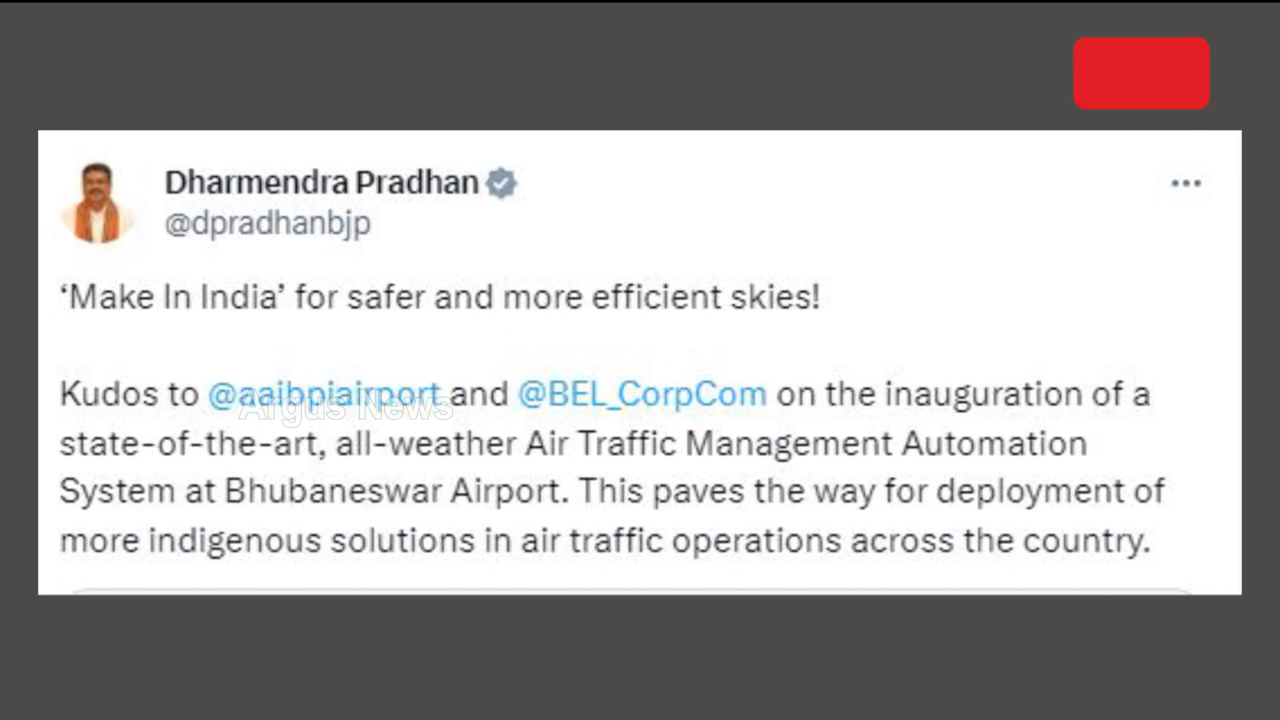 Dharmendra Pradhan
@dpradhanbjp
‘Make In India’ for safer and more efficient skies!
Kudos to @aaibpiairport and @BEL_CorpCom on the inauguration of a
state-of-the-art, all-weather Air Traffic Management Automation
System at Bhubaneswar Airport. This paves the way for deployment of
more indigenous solutions in air traffic operations across the country.
Argus News